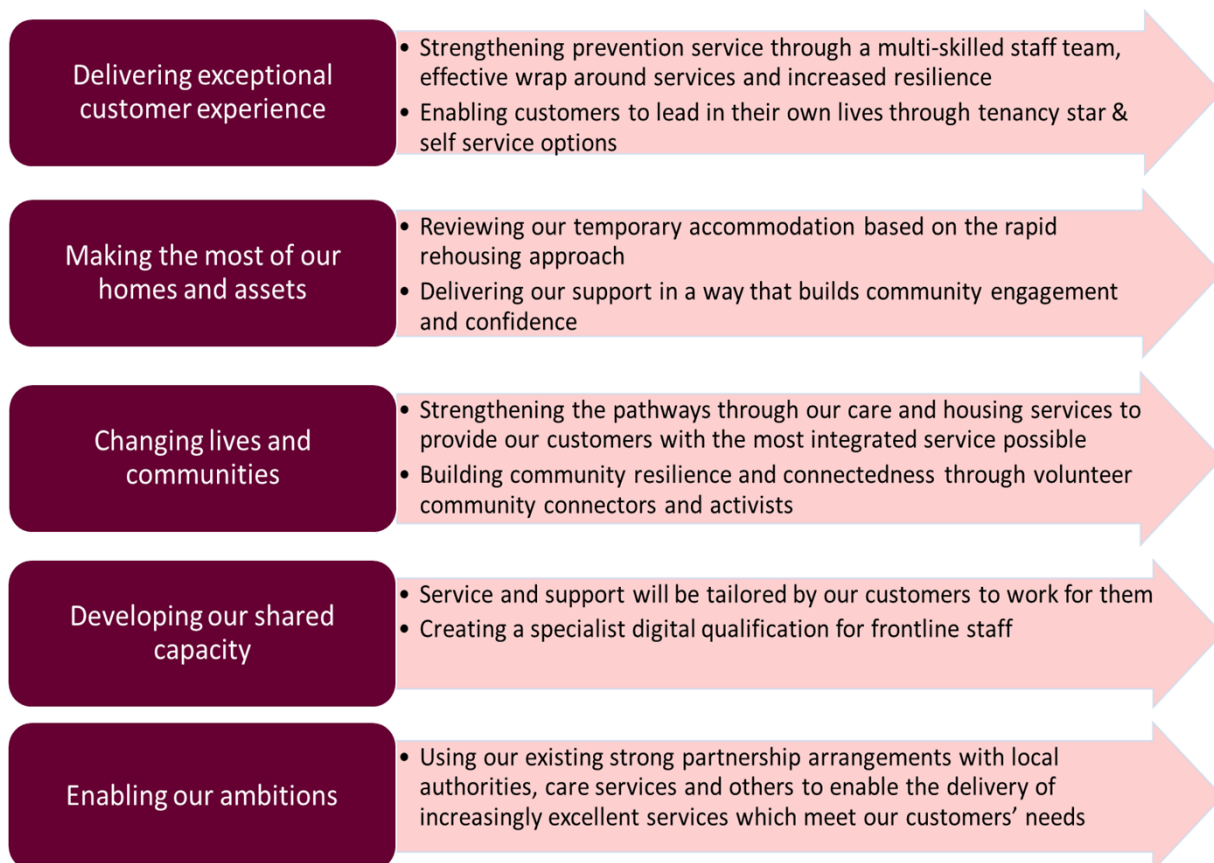 Delivering exceptional
customer experience
• Strengthening prevention service through a multi-skilled staff team,
effective wrap around services and increased resilience
• Enabling customers to lead in their own lives through tenancy star &
self service options
Making the most of our
homes and assets
• Reviewing our temporary accommodation based on the rapid
rehousing approach
• Delivering our support in a way that builds community engagement
and confidence
Changing lives and
communities
• Strengthening the pathways through our care and housing services to
provide our customers with the most integrated service possible
• Building community resilience and connectedness through volunteer
community connectors and activists
Developing our shared
capacity
• Service and support will be tailored by our customers to work for them
• Creating a specialist digital qualification for frontline staff
Enabling our ambitions
• Using our existing strong partnership arrangements with local
authorities, care services and others to enable the delivery of
increasingly excellent services which meet our customers’ needs